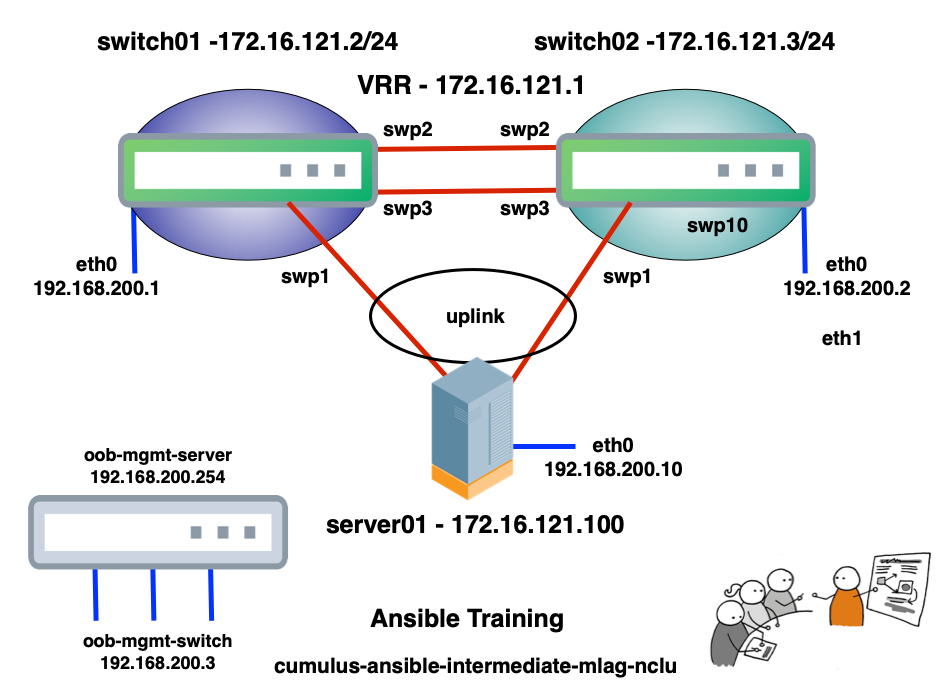 switch01 -172.16.121.2/24
switch02 -172.16.121.3/24
VRR - 172.16.121.1
swp2
swp2
swp3
swp3
swp10
swp1
swp1
eth0
192.168.200.1
eth0
192.168.200.2
uplink
eth1
eth0
192.168.200.10
oob-mgmt-server
192.168.200.254
server01 - 172.16.121.100
oob-mgmt-switch
192.168.200.3
Ansible Training
cumulus-ansible-intermediate-mlag-nclu